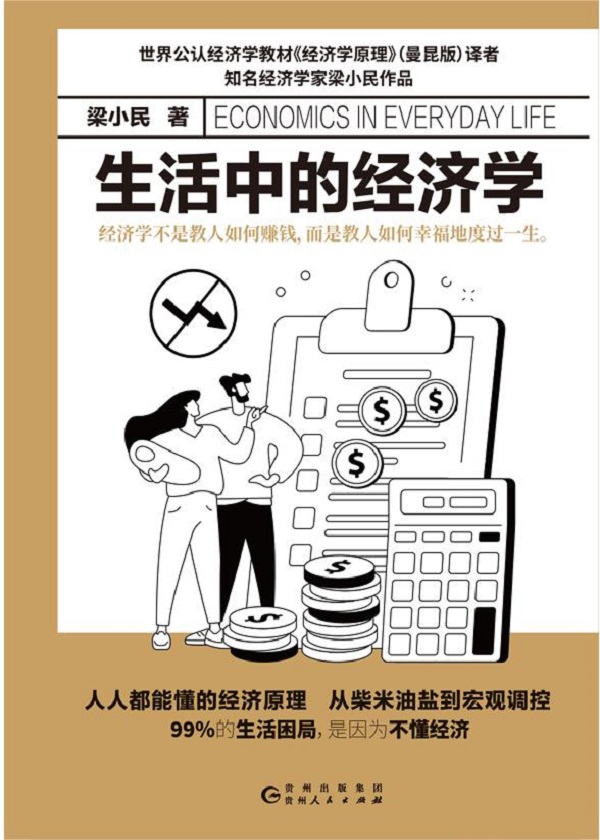 世界公认经济学教材《经济学原理》（曼昆版）译者
知名经济学家梁小民作品
梁小民 著 ECONOMICS IN EVERYDAY LIFE
生活中的经济学
经济学不是教人如何赚钱，而是教人如何幸福地度过一生。
$
$
$
$
$
人人都能懂的经济原理 从柴米油盐到宏观调控
99%的生活困局，是因为不懂经济
贵州出版集团
贵州人民出版社